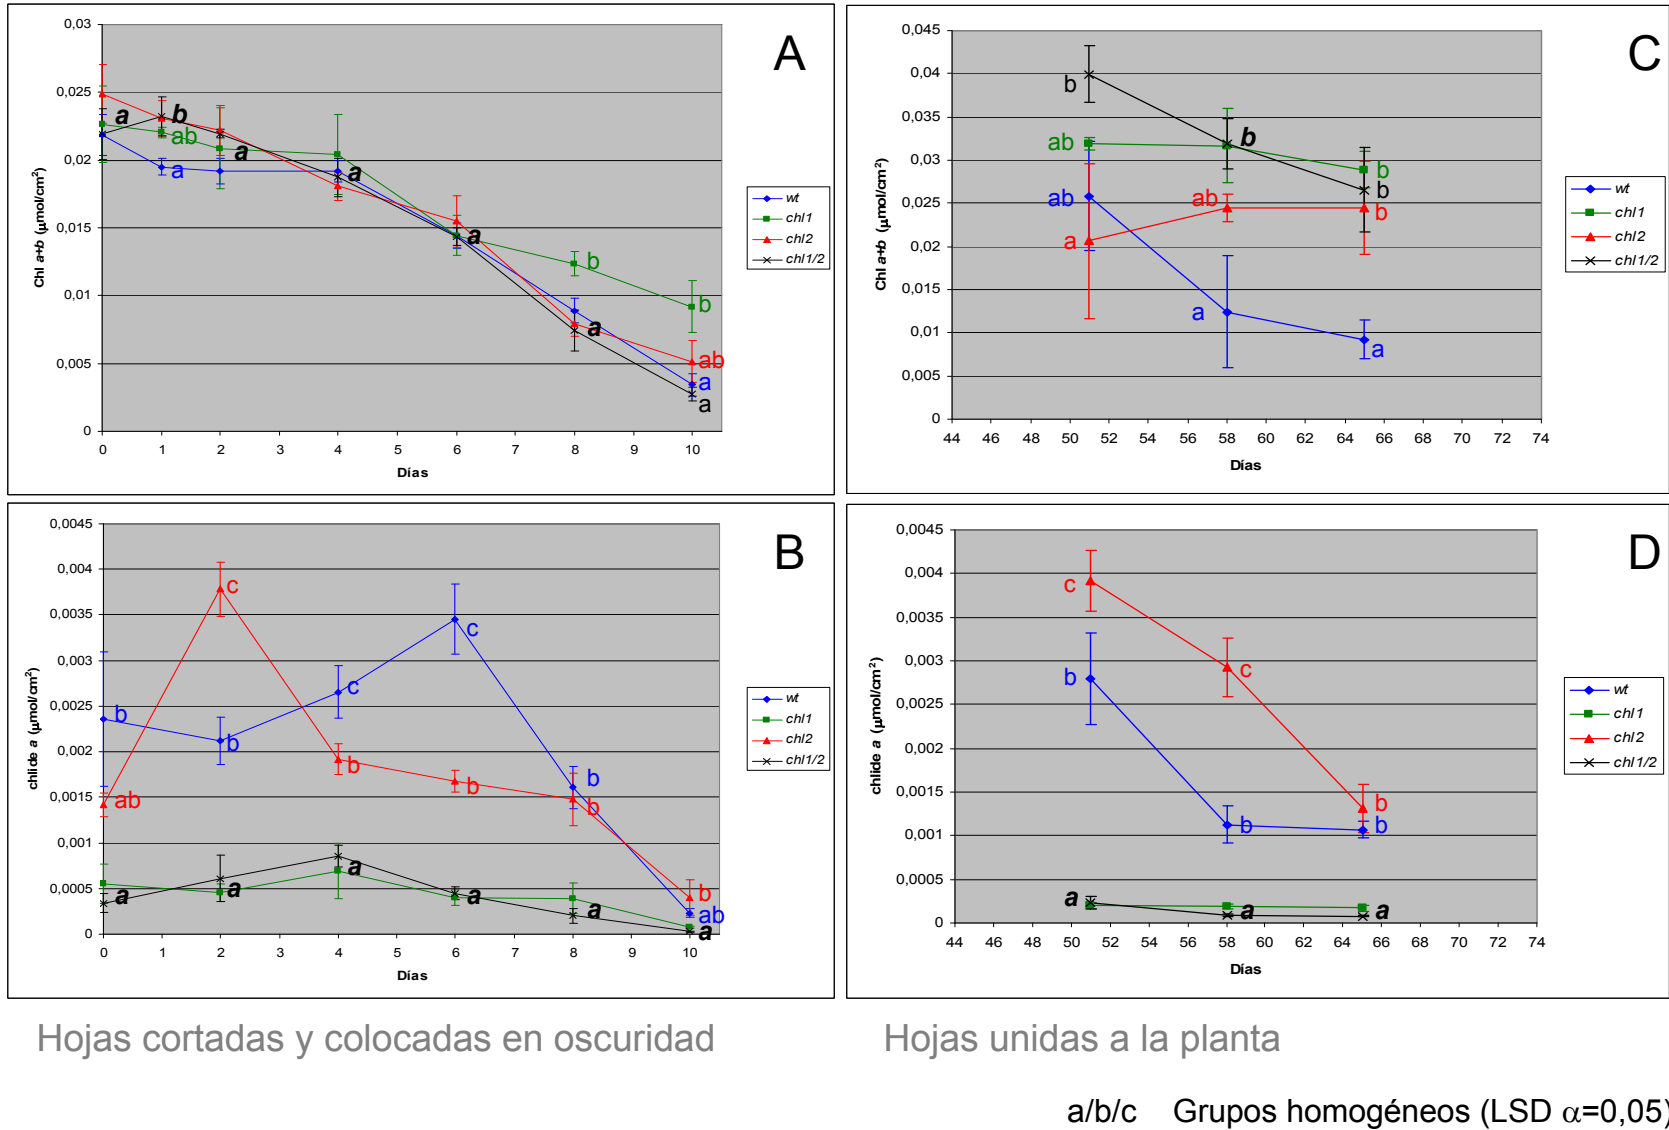 A
Chl a+b (µmol/cm²)
0,03
0,025
0,02
0,015
0,01
0,005
0
0 1 2 3 4 5 6 7 8 9 10
Días
a b ab a a a a b a b ab a a
wt
chl1
chl2
chl1/2
C
Chl a+b (µmol/cm²)
0,045
0,04
0,035
0,03
0,025
0,02
0,015
0,01
0,005
0
44 46 48 50 52 54 56 58 60 62 64 66 68 70 72 74
Días
b ab ab a b ab a b b b a
wt
chl1
chl2
chl1/2
B
chlide a (µmol/cm²)
0,0045
0,004
0,0035
0,003
0,0025
0,002
0,0015
0,001
0,0005
0
0 2 4 6 8 10
Días
b ab a c b a c b a c b a b b a b ab a
wt
chl1
chl2
chl1/2
D
chlide a (µmol/cm²)
0,0045
0,004
0,0035
0,003
0,0025
0,002
0,0015
0,001
0,0005
0
44 46 48 50 52 54 56 58 60 62 64 66 68 70 72 74
Días
c b a c b a b b a
wt
chl1
chl2
chl1/2
Hojas cortadas y colocadas en oscuridad
Hojas unidas a la planta
a/b/c Grupos homogéneos (LSD α=0,05)